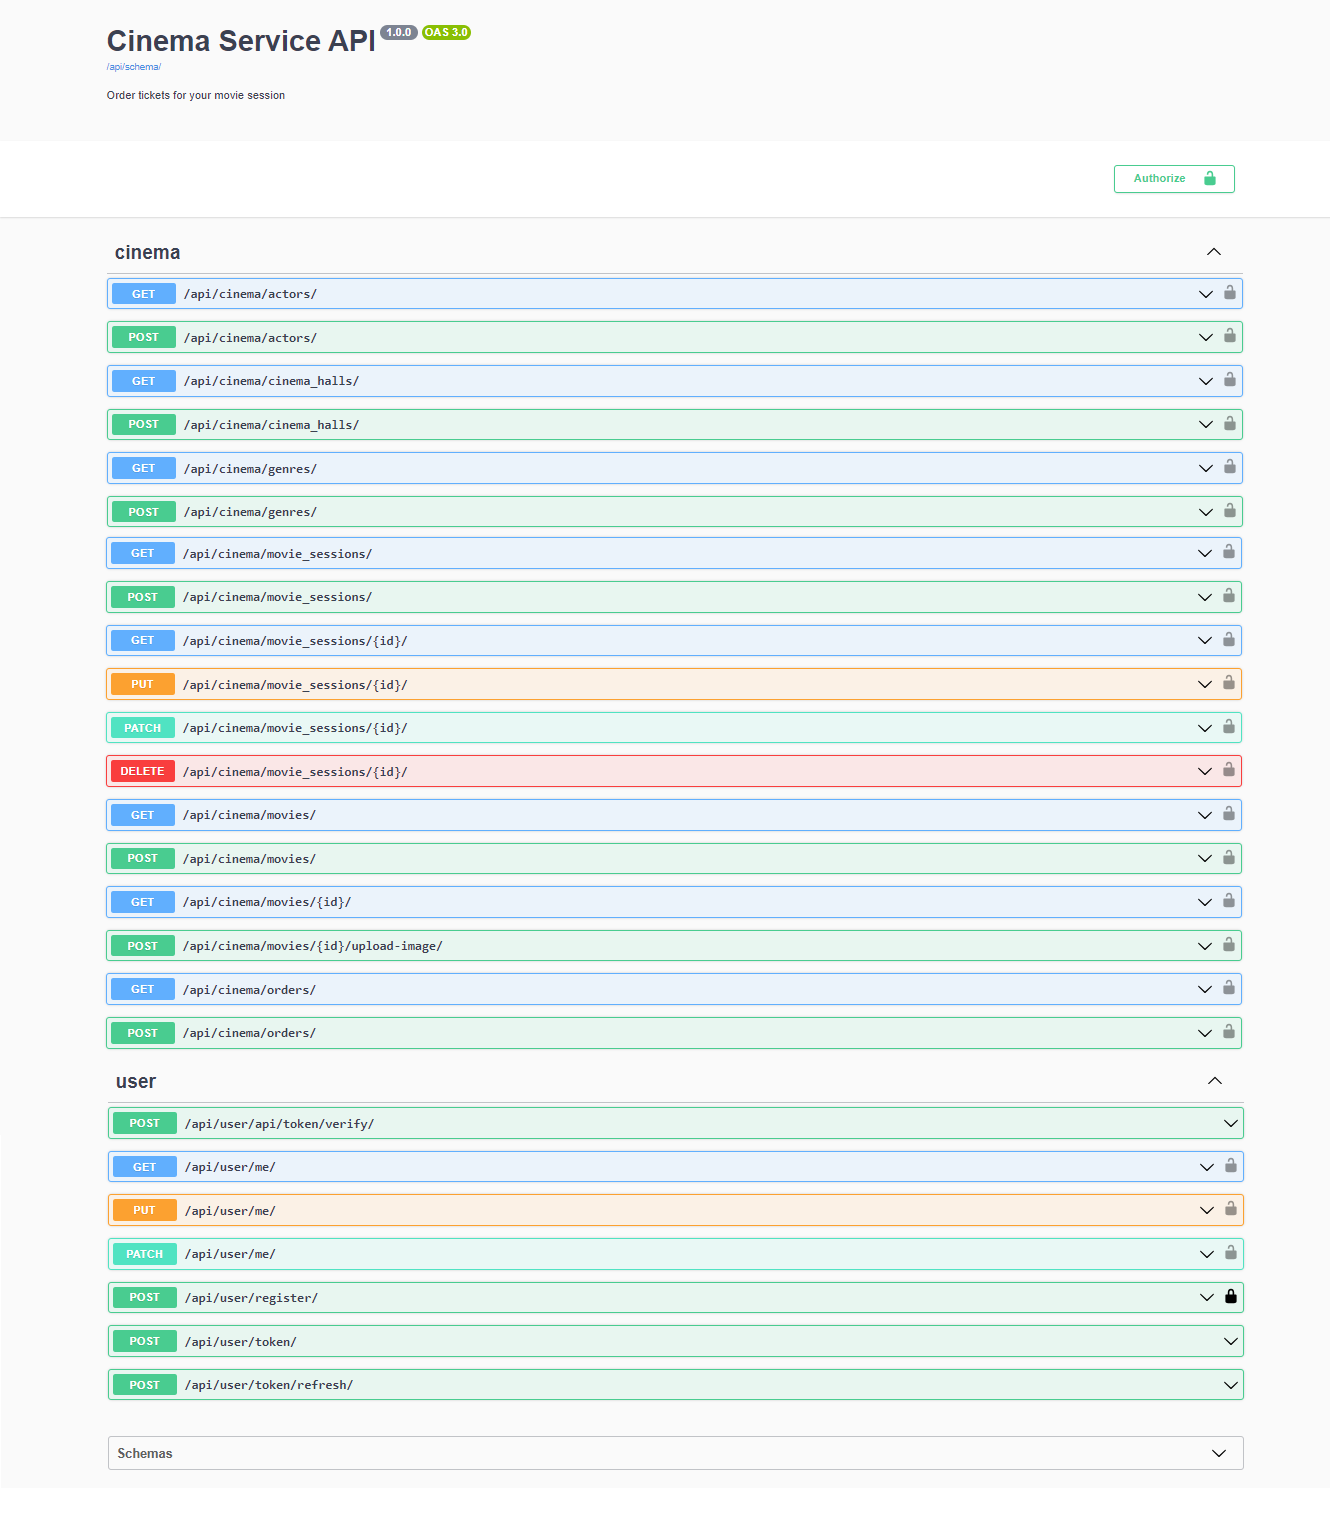 Cinema Service API 1.0.0 OAS 3.0
/api/schema/
Order tickets for your movie session
Authorize
cinema
GET /api/cinema/actors/
POST /api/cinema/actors/
GET /api/cinema/cinema_halls/
POST /api/cinema/cinema_halls/
GET /api/cinema/genres/
POST /api/cinema/genres/
GET /api/cinema/movie_sessions/
POST /api/cinema/movie_sessions/
GET /api/cinema/movie_sessions/{id}/
PUT /api/cinema/movie_sessions/{id}/
PATCH /api/cinema/movie_sessions/{id}/
DELETE /api/cinema/movie_sessions/{id}/
GET /api/cinema/movies/
POST /api/cinema/movies/
GET /api/cinema/movies/{id}/
POST /api/cinema/movies/{id}/upload-image/
GET /api/cinema/orders/
POST /api/cinema/orders/
user
POST /api/user/api/token/verify/
GET /api/user/me/
PUT /api/user/me/
PATCH /api/user/me/
POST /api/user/register/
POST /api/user/token/
POST /api/user/token/refresh/
Schemas